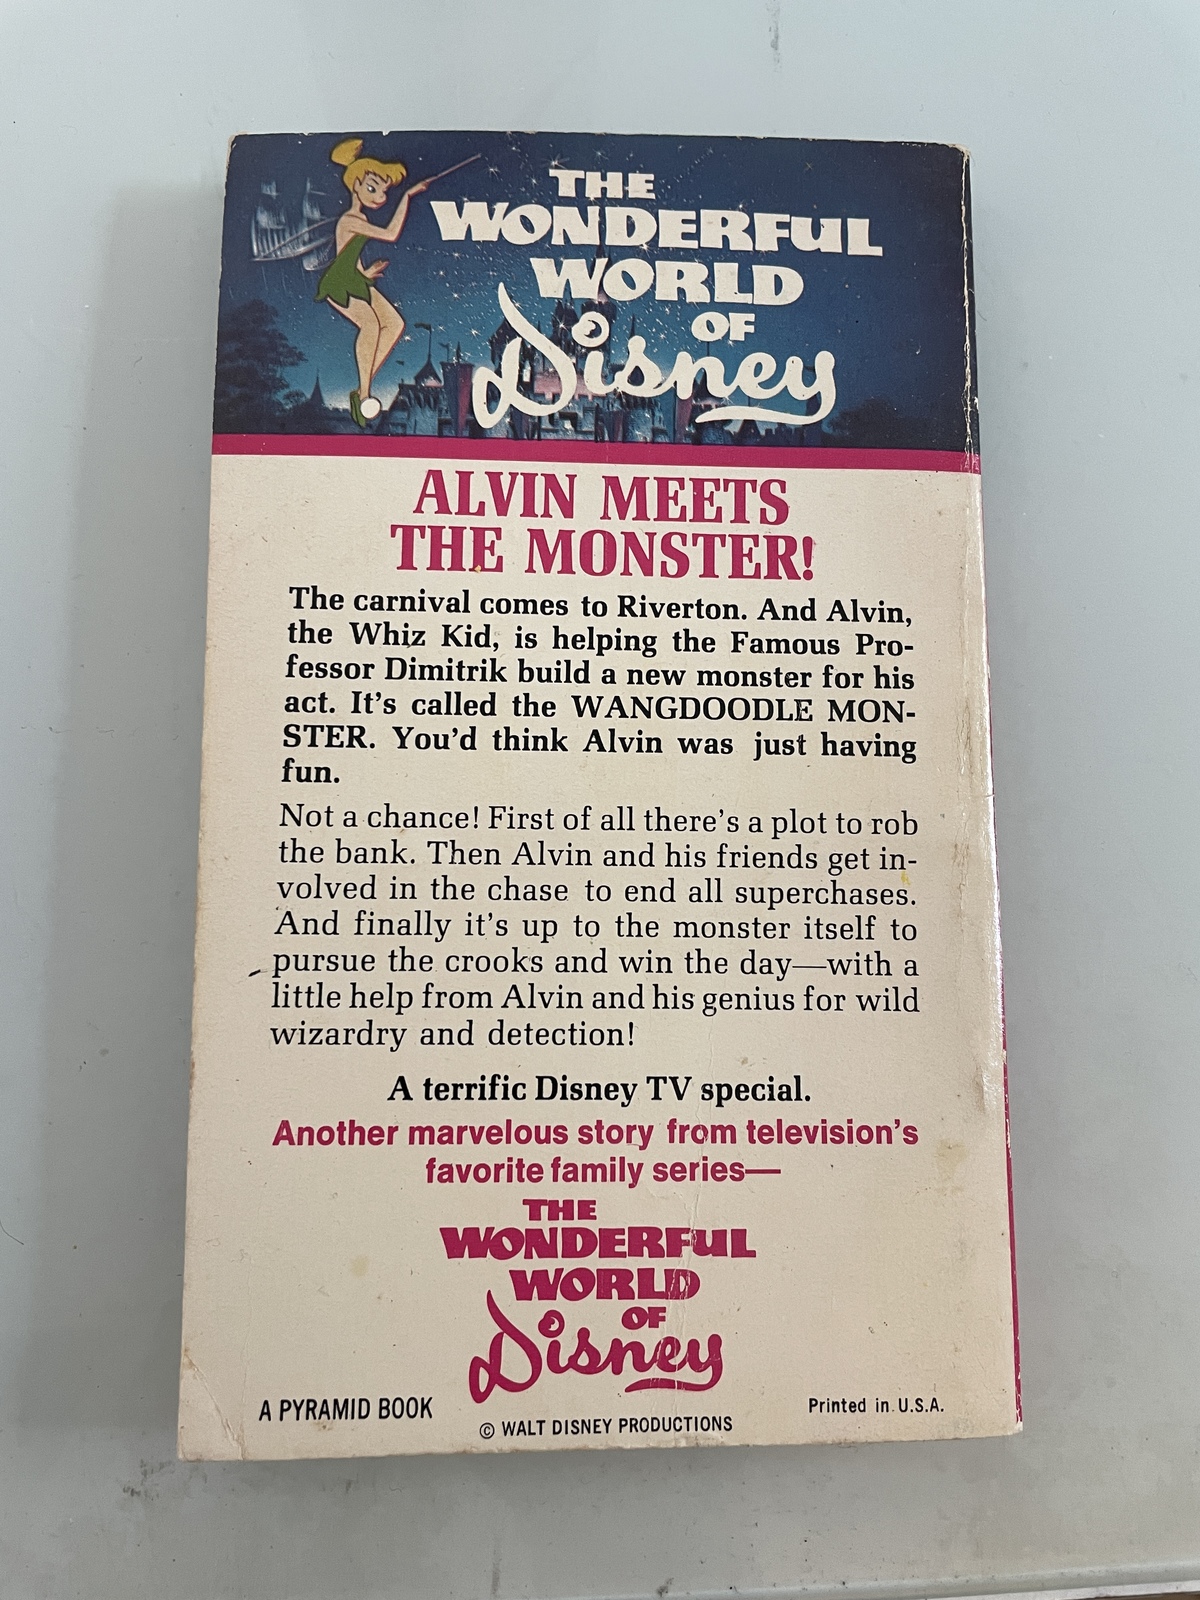 THE
WONDERFUL
WORLD
OF
Disney
ALVIN MEETS
THE MONSTER!
The carnival comes to Riverton. And Alvin,
the Whiz Kid, is helping the Famous Pro-
fessor Dimitrik build a new monster for his
act. It's called the WANGDOODLE MON-
STER. You'd think Alvin was just having
fun.
Not a chance! First of all there's a plot to rob
the bank. Then Alvin and his friends get in-
volved in the chase to end all superchases.
And finally it's up to the monster itself to
pursue the crooks and win the day—with a
little help from Alvin and his genius for wild
wizardry and detection!
A terrific Disney TV special.
Another marvelous story from television's
favorite family series—
THE
WONDERFUL
WORLD
OF
Disney
A PYRAMID BOOK
© WALT DISNEY PRODUCTIONS
Printed in U.S.A.